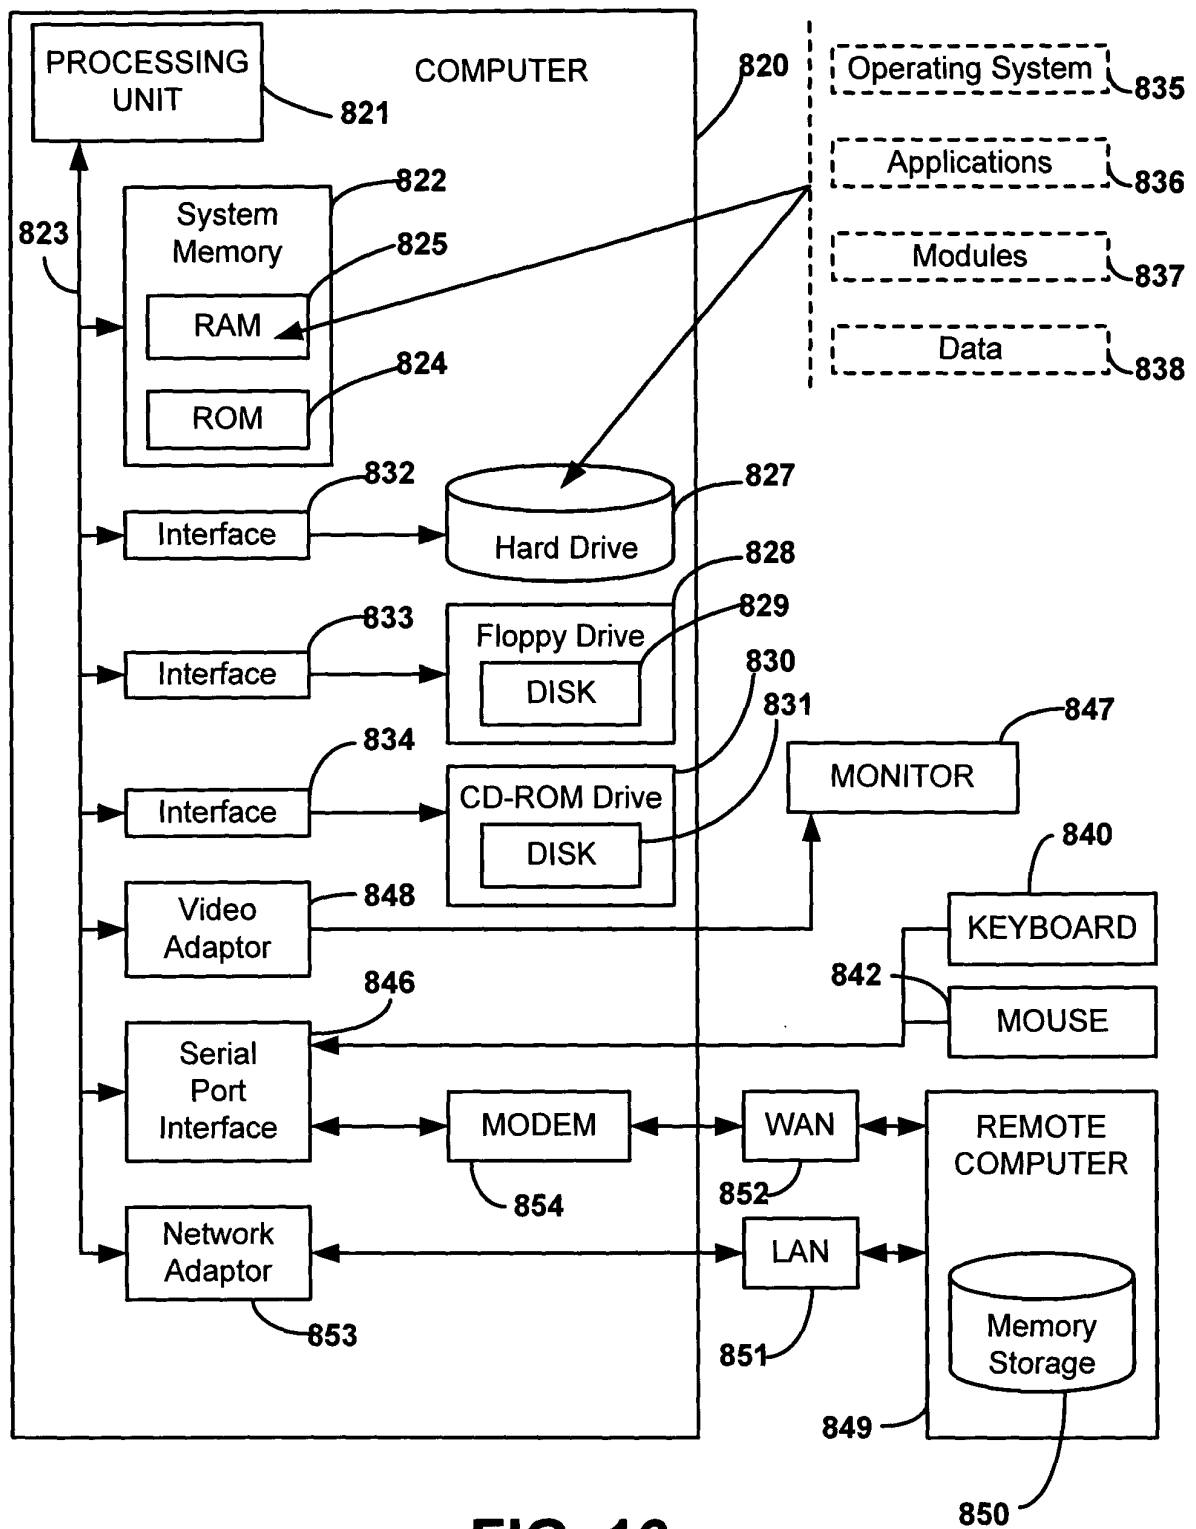 PROCESSING
UNIT
821
COMPUTER
820
Operating System
835
Applications
836
Modules
837
Data
838
822
823
System
Memory
825
RAM
824
ROM
832
Interface
827
Hard Drive
828
833
Interface
829
Floppy Drive
DISK
830
831
834
Interface
CD-ROM Drive
DISK
847
MONITOR
848
Video
Adaptor
840
KEYBOARD
842
MOUSE
846
Serial
Port
Interface
MODEM
854
WAN
852
REMOTE
COMPUTER
Network
Adaptor
853
LAN
851
Memory
Storage
849
850